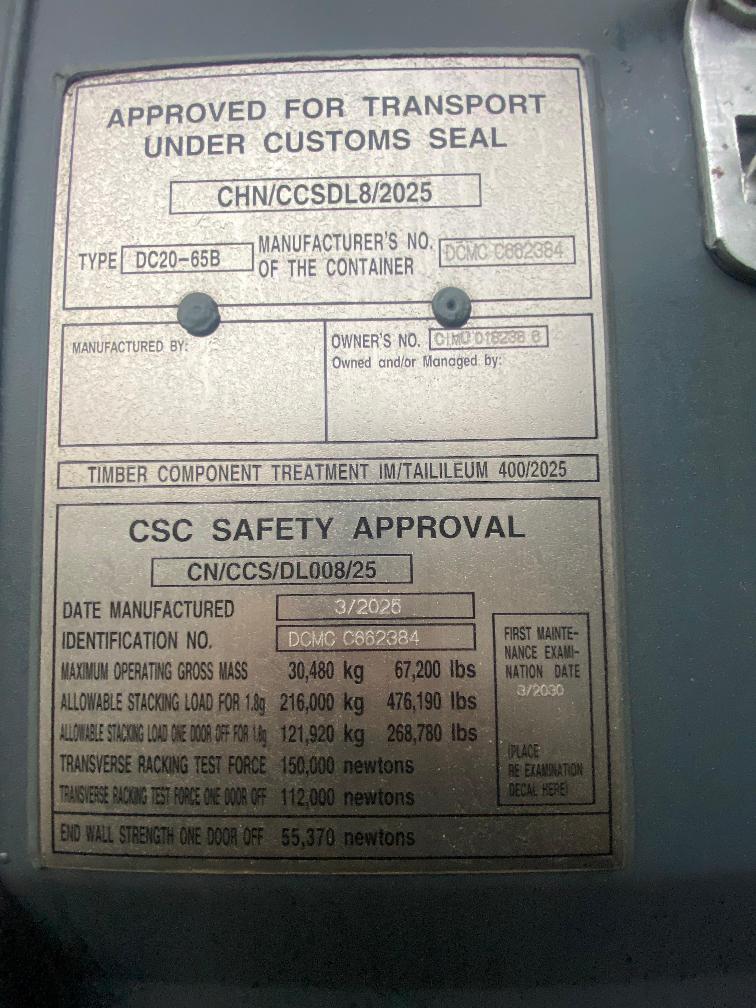 APPROVED FOR TRANSPORT
UNDER CUSTOMS SEAL
CHN/CCSDL8/2025
TYPE DC20-65B
MANUFACTURER'S NO.
OF THE CONTAINER
DCMC C662384
MANUFACTURED BY:
OWNER'S NO.
Owned and/or Managed by:
TIMBER COMPONENT TREATMENT IM/TAILILEUM 400/2025
CSC SAFETY APPROVAL
CN/CCS/DL008/25
DATE MANUFACTURED 3/2025
IDENTIFICATION NO. DCMC C662384
MAXIMUM OPERATING GROSS MASS 30,480 kg 67,200 lbs
ALLOWABLE STACKING LOAD FOR 1.8g 216,000 kg 476,190 lbs
ALLOWABLE STACKING LOAD ONE DOOR OFF FOR 1.8g 121,920 kg 268,780 lbs
TRANSVERSE RACKING TEST FORCE 150,000 newtons
TRANSVERSE RACKING TEST FORCE ONE DOOR OFF 112,000 newtons
END WALL STRENGTH ONE DOOR OFF 55,370 newtons
FIRST MAINTE-
NANCE EXAMI-
NATION DATE
3/2030
(PLACE
RE EXAMINATION
DECAL HERE)